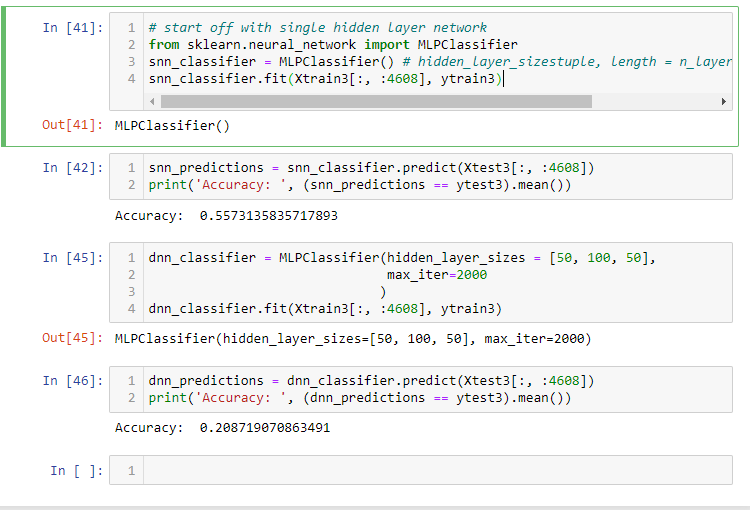 In [41]:
1 # start off with single hidden layer network
2 from sklearn.neural_network import MLPClassifier
3 snn_classifier = MLPClassifier() # hidden_layer_sizestuple, length = n_layer
4 snn_classifier.fit(Xtrain3[:, :4608], ytrain3)
Out[41]: MLPClassifier()
In [42]:
1 snn_predictions = snn_classifier.predict(Xtest3[:, :4608])
2 print('Accuracy: ', (snn_predictions == ytest3).mean())
Accuracy:  0.5573135835717893
In [45]:
1 dnn_classifier = MLPClassifier(hidden_layer_sizes = [50, 100, 50],
2                                max_iter=2000
3                               )
4 dnn_classifier.fit(Xtrain3[:, :4608], ytrain3)
Out[45]: MLPClassifier(hidden_layer_sizes=[50, 100, 50], max_iter=2000)
In [46]:
1 dnn_predictions = dnn_classifier.predict(Xtest3[:, :4608])
2 print('Accuracy: ', (dnn_predictions == ytest3).mean())
Accuracy:  0.208719070863491
In [ ]:
1